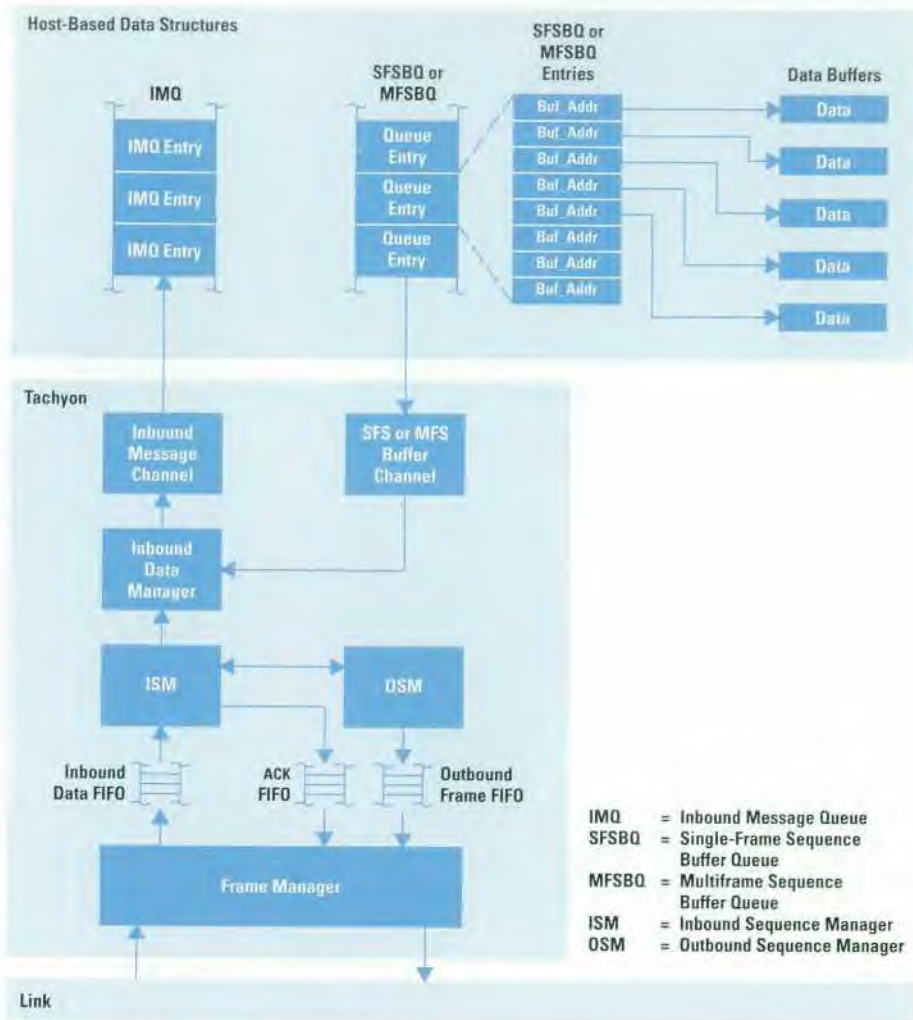 Host-Based Data Structures
IMQ
IMQ Entry
IMQ Entry
IMQ Entry
SFSBQ or
MFSBQ
Queue
Entry
Queue
Entry
Queue
Entry
SFSBQ or
MFSBQ
Entries
Buf_Addr
Buf_Addr
Buf_Addr
Buf_Addr
Buf_Addr
Buf_Addr
Buf_Addr
Buf_Addr
Data Buffers
Data
Data
Data
Data
Data
Tachyon
Inbound
Message
Channel
SFS or MFS
Buffer
Channel
Inbound
Data
Manager
ISM
OSM
Inbound
Data FIFO
ACK
FIFO
Outbound
Frame FIFO
Frame Manager
IMQ = Inbound Message Queue
SFSBQ = Single-Frame Sequence
Buffer Queue
MFSBQ = Multiframe Sequence
Buffer Queue
ISM = Inbound Sequence Manager
OSM = Outbound Sequence Manager
Link